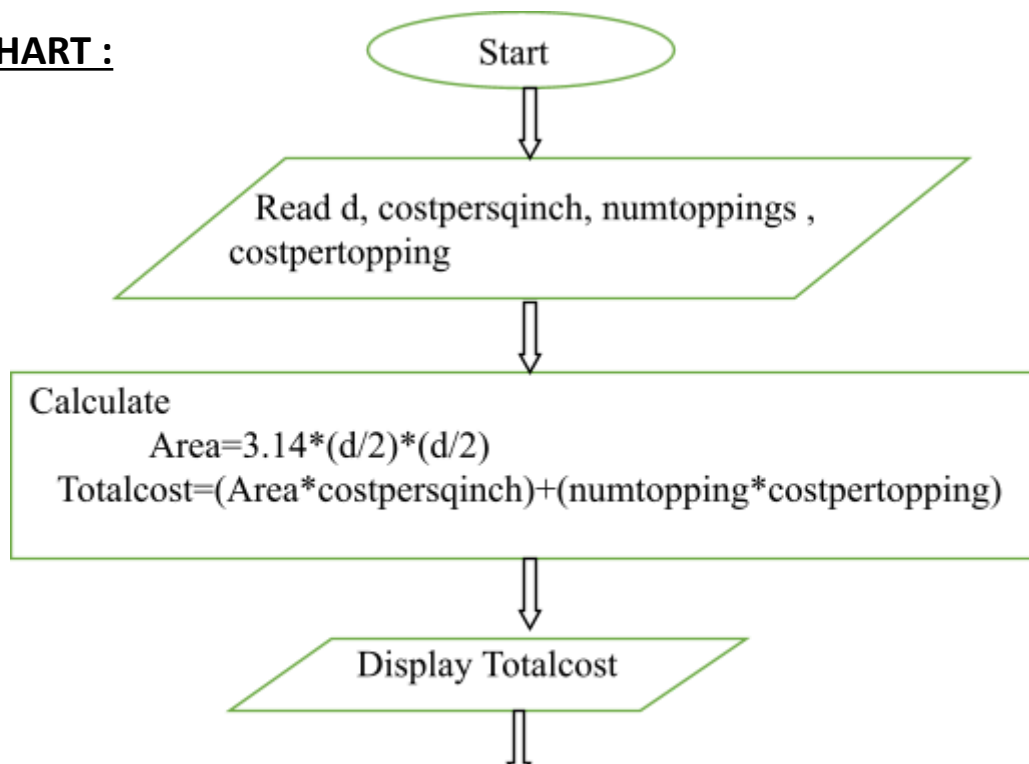 HART :
Start
Read d, costpersqinch, numtoppings ,
costpertopping
Calculate
Area=3.14*(d/2)*(d/2)
Totalcost=(Area*costpersqinch)+(numtopping*costpertopping)
Display Totalcost